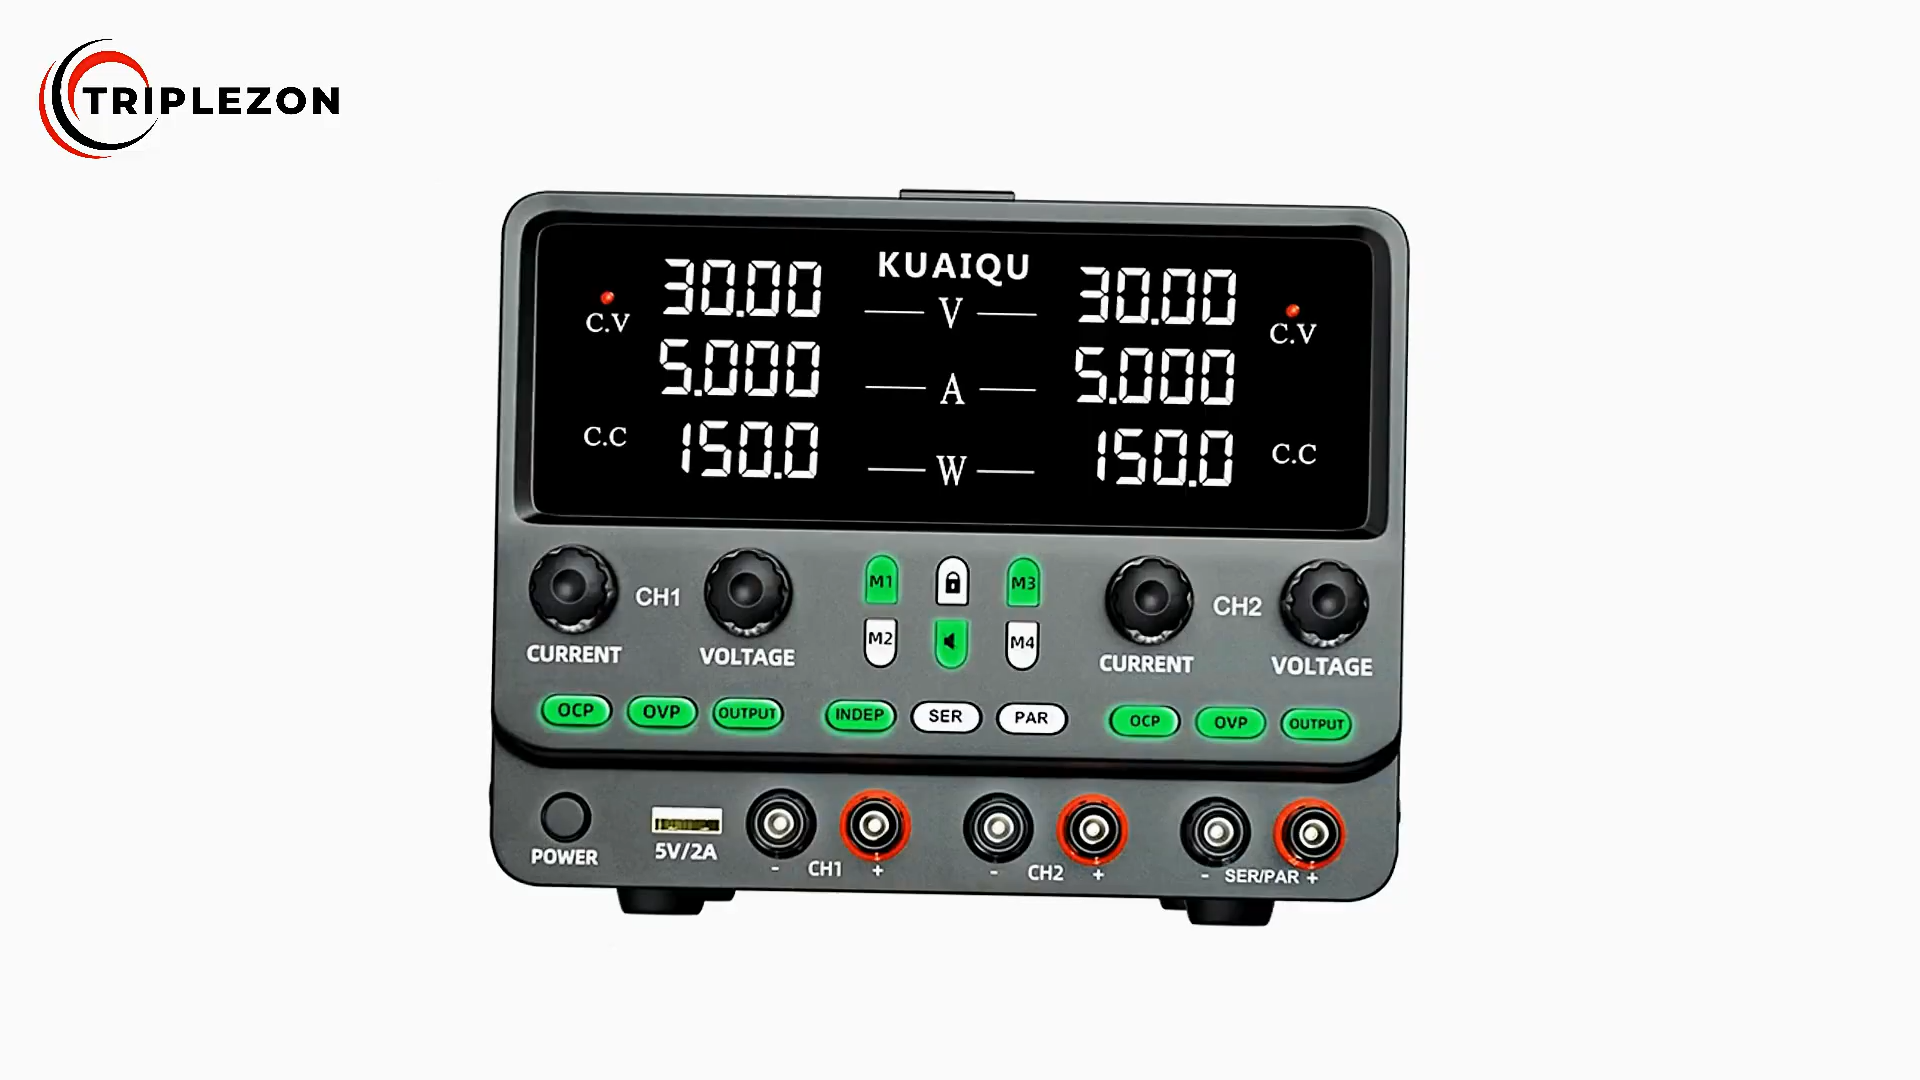 TRIPLEZON
KUAIQU
C.V 30.00 V 30.00 C.V
5.000 A 5.000
C.C 150.0 W 150.0 C.C
M1 M3
CH1 CH2
M2 M4
CURRENT VOLTAGE CURRENT VOLTAGE
OCP OVP OUTPUT INDEP SER PAR OCP OVP OUTPUT
POWER 5V/2A - CH1 + - CH2 + - SER/PAR +